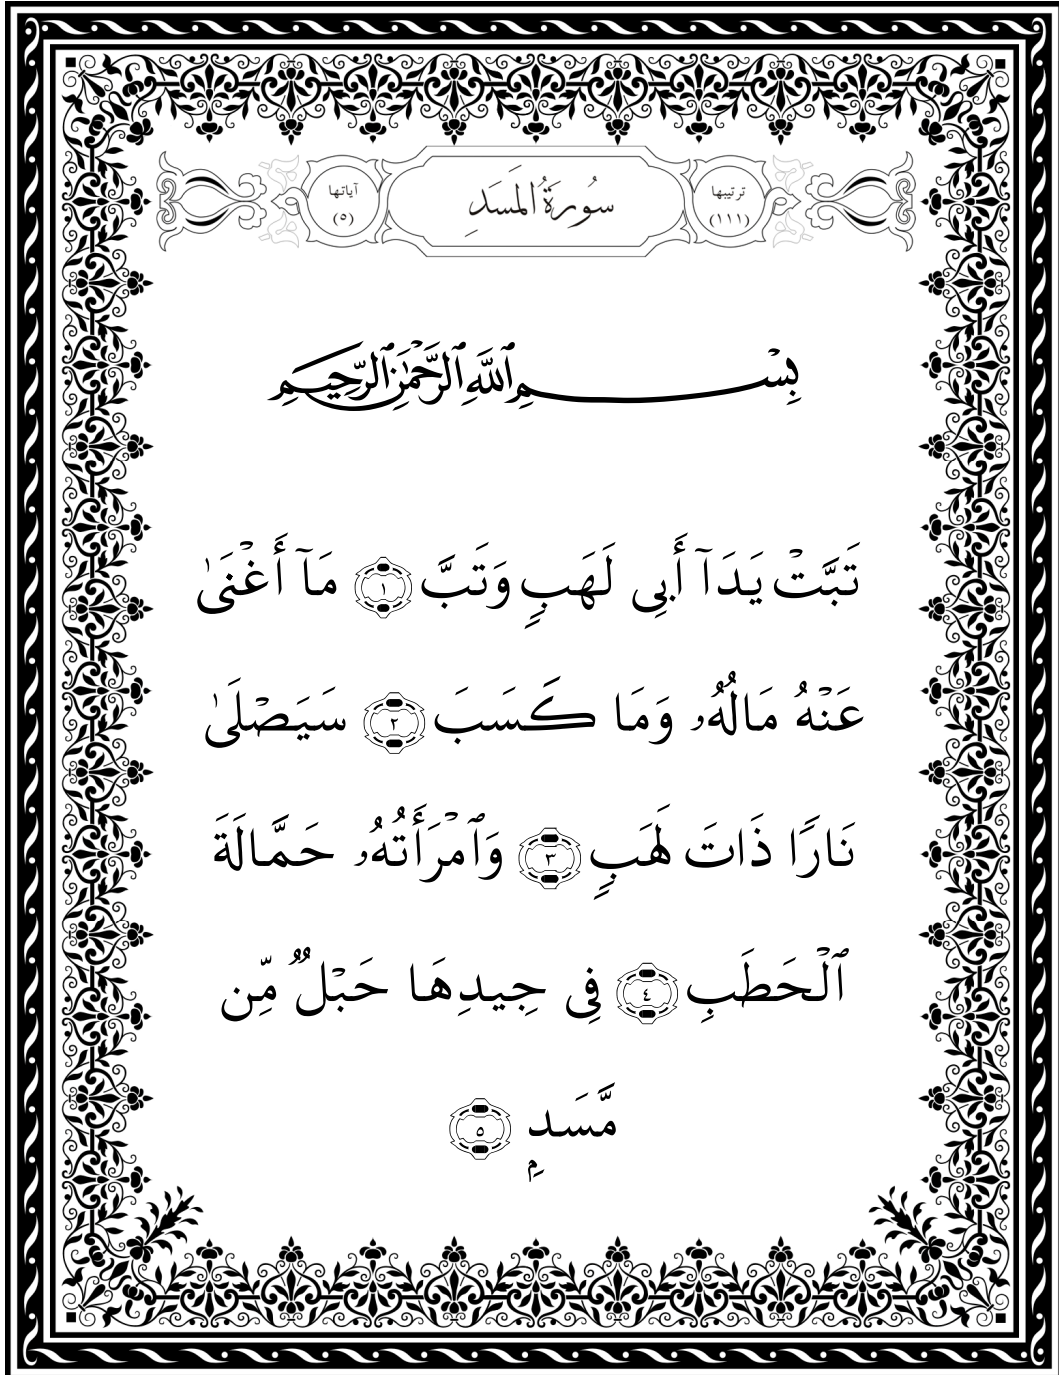 ترتيبها
(١١١)
سُورَةُ المَسَدِ
آياتها
(٥)
بِسْمِ ٱللَّهِ ٱلرَّحْمَٰنِ ٱلرَّحِيمِ
تَبَّتْ يَدَآ أَبِى لَهَبٍ وَتَبَّ ١ مَآ أَغْنَىٰ
عَنْهُ مَالُهُۥ وَمَا كَسَبَ ٢ سَيَصْلَىٰ
نَارًا ذَاتَ لَهَبٍ ٣ وَٱمْرَأَتُهُۥ حَمَّالَةَ
ٱلْحَطَبِ ٤ فِى جِيدِهَا حَبْلٌ مِّن
مَّسَدٍۭ ٥